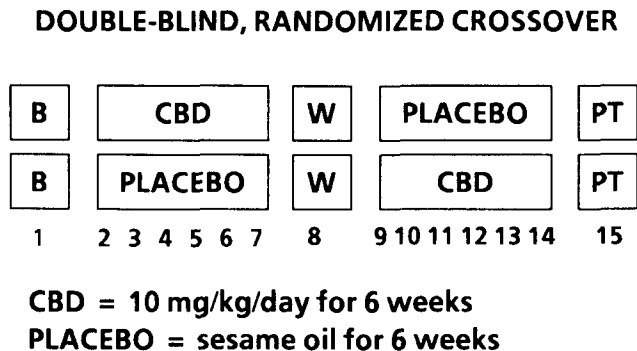 DOUBLE-BLIND, RANDOMIZED CROSSOVER
B CBD W PLACEBO PT
B PLACEBO W CBD PT
1 2 3 4 5 6 7 8 9 10 11 12 13 14 15
CBD = 10 mg/kg/day for 6 weeks
PLACEBO = sesame oil for 6 weeks